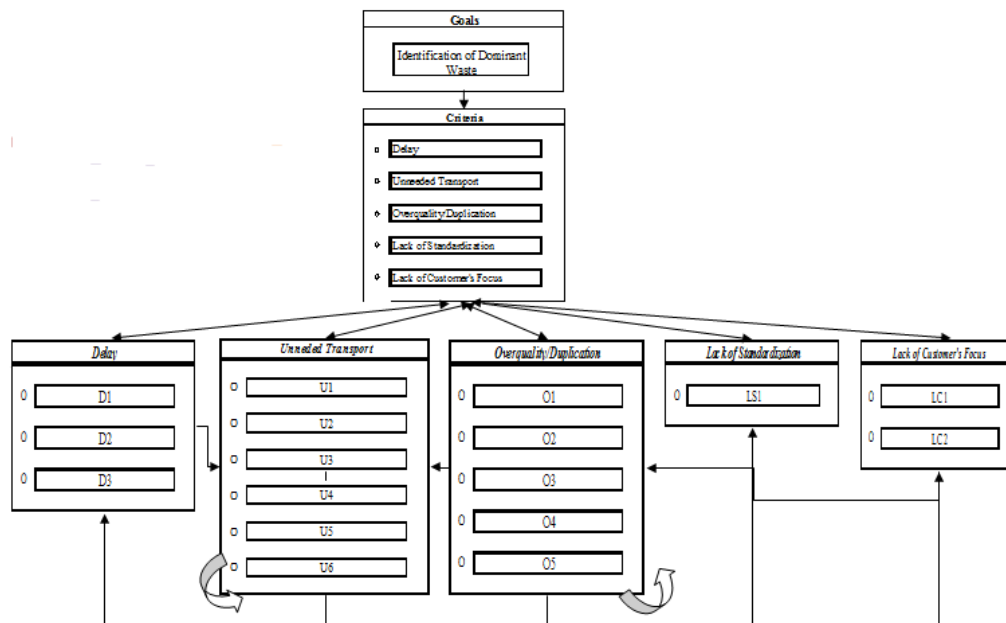 Goals
Identification of Dominant
Waste
Criteria
Delay
Unneeded Transport
Overquality/Duplication
Lack of Standardization
Lack of Customer's Focus
Delay
D1
D2
D3
Unneded Transport
U1
U2
U3
U4
U5
U6
Overquality/Duplication
O1
O2
O3
O4
O5
Lack of Standardization
LS1
Lack of Customer's Focus
LC1
LC2